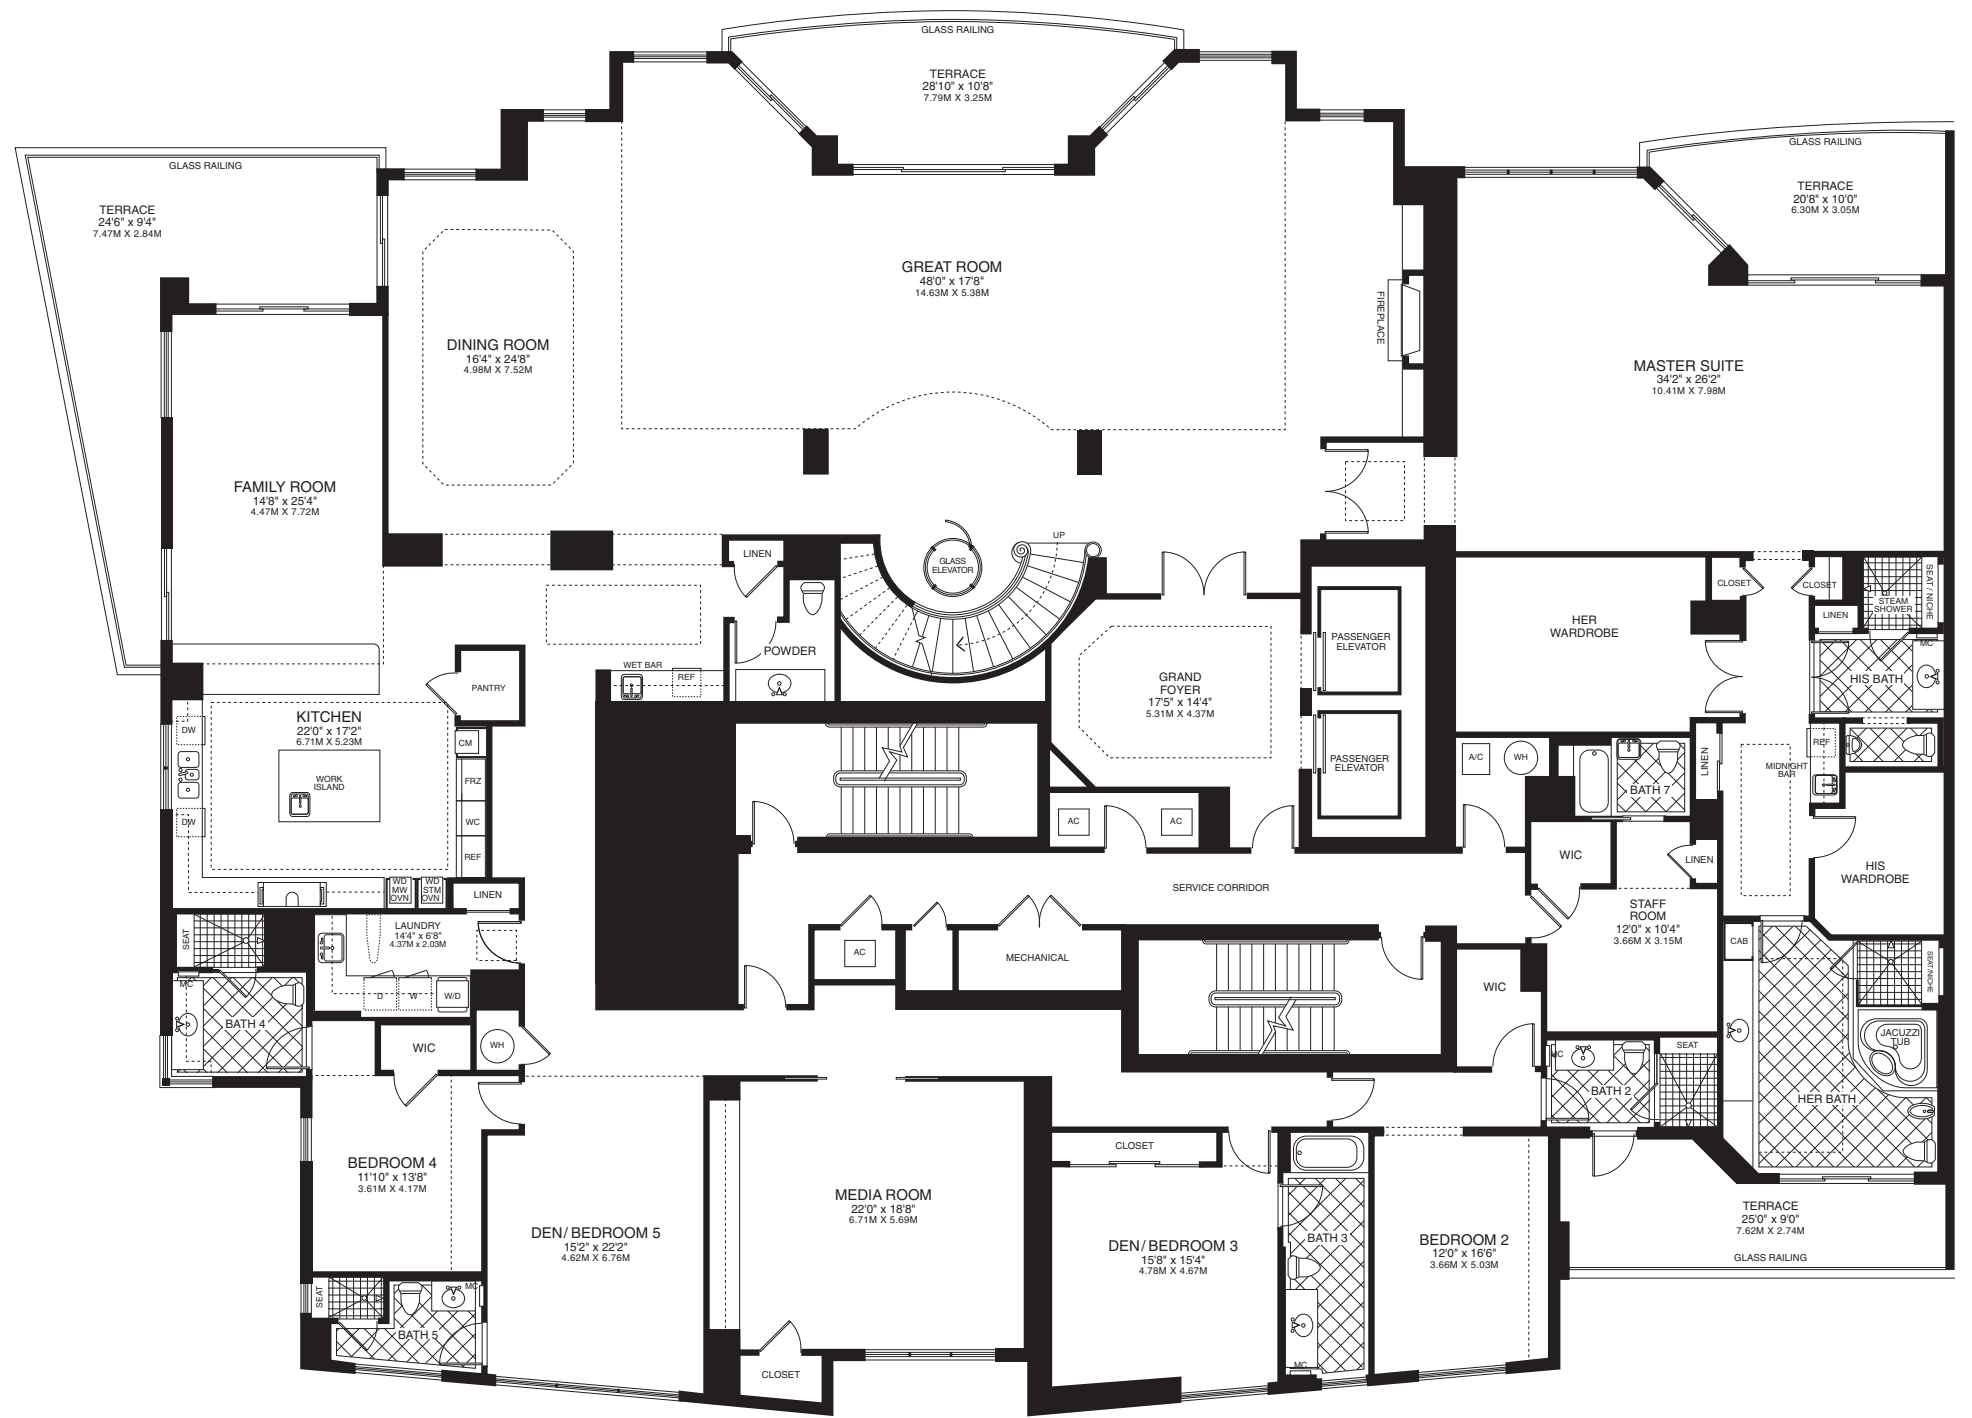 GLASS RAILING
TERRACE
28'10" x 10'8"
7.79M X 3.25M
GLASS RAILING
TERRACE
24'6" x 9'4"
7.47M X 2.84M
GLASS RAILING
TERRACE
20'8" x 10'0"
6.30M X 3.05M
GREAT ROOM
48'0" x 17'8"
14.63M X 5.38M
FIREPLACE
DINING ROOM
16'4" x 24'8"
4.98M X 7.52M
MASTER SUITE
34'2" x 26'2"
10.41M X 7.98M
FAMILY ROOM
14'8" x 25'4"
4.47M X 7.72M
LINEN
GLASS
ELEVATOR
UP
POWDER
WET BAR
REF
PANTRY
GRAND
FOYER
17'5" x 14'4"
5.31M X 4.37M
PASSENGER
ELEVATOR
PASSENGER
ELEVATOR
HER
WARDROBE
CLOSET
CLOSET
LINEN
STEAM
SHOWER
SEAT / NICHE
MC
HIS BATH
KITCHEN
22'0" x 17'2"
6.71M X 5.23M
DW
DW
WORK
ISLAND
CM
FRZ
WC
REF
WD
MW
OVN
WD
STM
OVN
LINEN
A/C
WH
BATH 7
LINEN
REF
MIDNIGHT
BAR
AC
AC
WIC
LINEN
HIS
WARDROBE
SERVICE CORRIDOR
STAFF
ROOM
12'0" x 10'4"
3.66M X 3.15M
SEAT
LAUNDRY
14'4" x 6'8"
4.37M x 2.03M
D
W
W/D
AC
MECHANICAL
WIC
CAB
SEAT/NICHE
MC
BATH 4
WIC
WH
JACUZZI
TUB
MC
BATH 2
SEAT
HER BATH
BEDROOM 4
11'10" x 13'8"
3.61M X 4.17M
CLOSET
MEDIA ROOM
22'0" x 18'8"
6.71M X 5.69M
DEN/BEDROOM 5
15'2" x 22'2"
4.62M X 6.76M
DEN/BEDROOM 3
15'8" x 15'4"
4.78M X 4.67M
BATH 3
BEDROOM 2
12'0" x 16'6"
3.66M X 5.03M
TERRACE
25'0" x 9'0"
7.62M X 2.74M
GLASS RAILING
SEAT
MC
BATH 5
CLOSET
MC